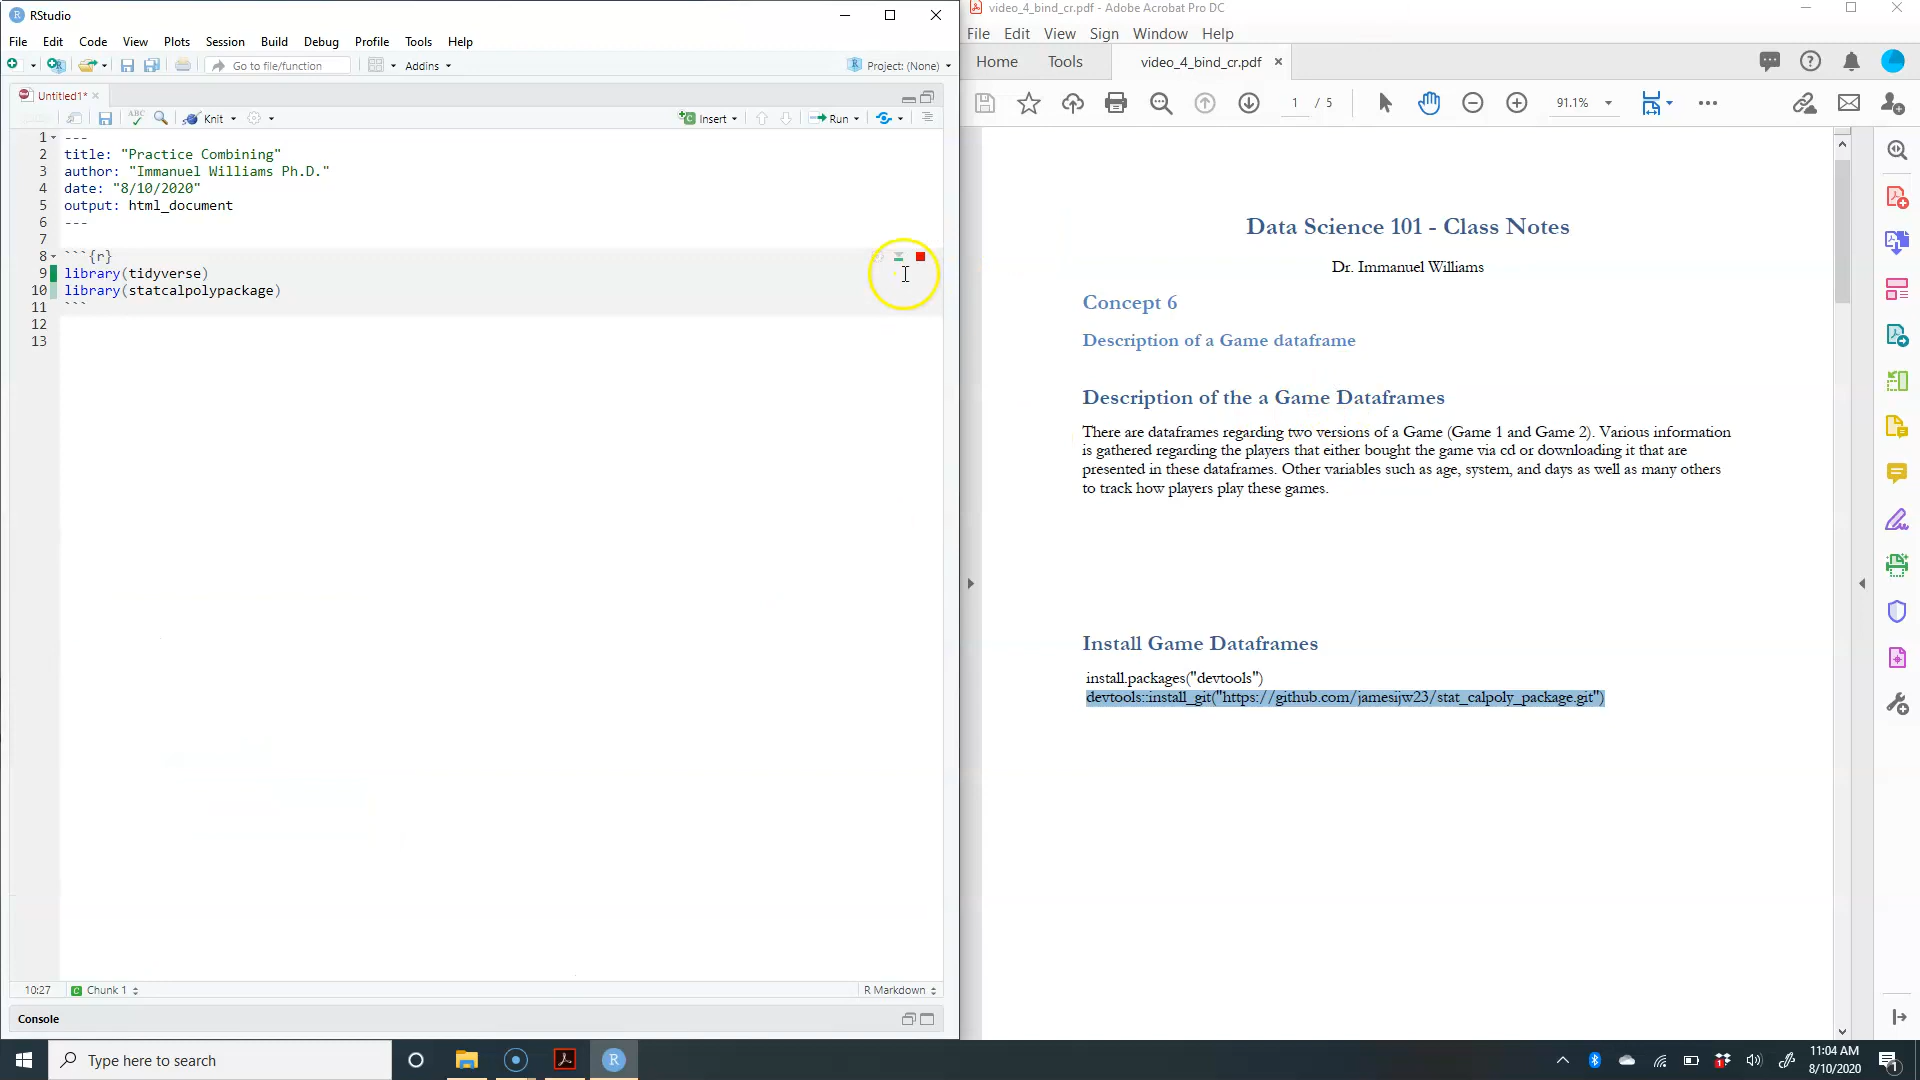 RStudio
File Edit Code View Plots Session Build Debug Profile Tools Help
Go to file/function
Addins
Project: (None)
Untitled1*
ABC
Knit
Insert
Run
1 ---
2 title: "Practice Combining"
3 author: "Immanuel Williams Ph.D."
4 date: "8/10/2020"
5 output: html_document
6 ---
7
8 ```{r}
9 library(tidyverse)
10 library(statcalpolypackage)
11 ```
12
13
10:27 Chunk 1 R Markdown
Console
video_4_bind_cr.pdf - Adobe Acrobat Pro DC
File Edit View Sign Window Help
Home Tools video_4_bind_cr.pdf ×
1 / 5 91.1%
Data Science 101 - Class Notes
Dr. Immanuel Williams
Concept 6
Description of a Game dataframe
Description of the a Game Dataframes
There are dataframes regarding two versions of a Game (Game 1 and Game 2). Various information
is gathered regarding the players that either bought the game via cd or downloading it that are
presented in these dataframes. Other variables such as age, system, and days as well as many others
to track how players play these games.
Install Game Dataframes
install.packages("devtools")
devtools::install_git("https://github.com/jamesijw23/stat_calpoly_package.git")
Type here to search
11:04 AM
8/10/2020